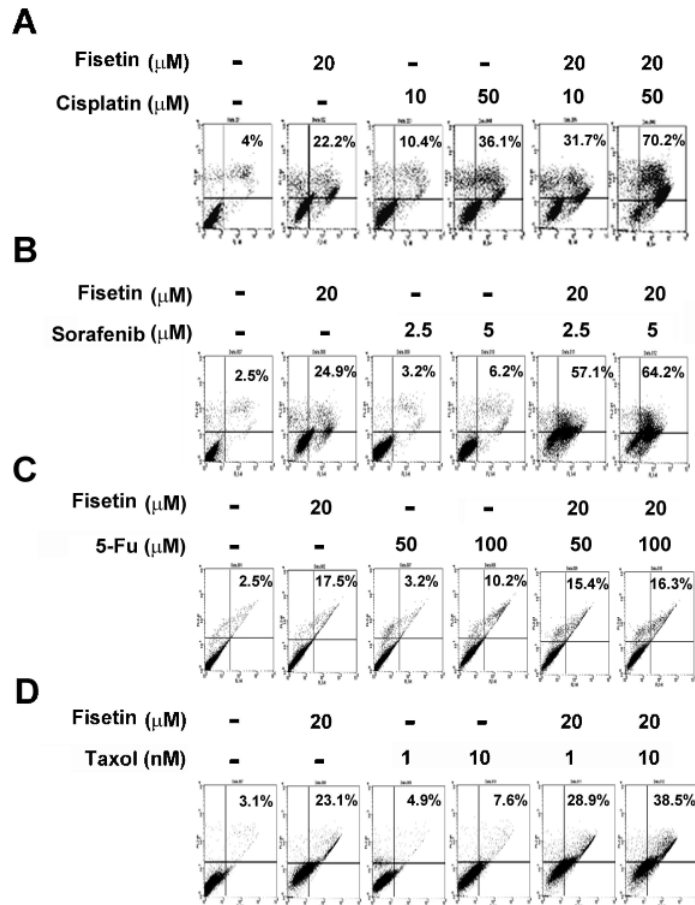 A
Fisetin (μM) - 20 - - 20 20
Cisplatin (μM) - - 10 50 10 50
4% 22.2% 10.4% 36.1% 31.7% 70.2%
B
Fisetin (μM) - 20 - - 20 20
Sorafenib (μM) - - 2.5 5 2.5 5
2.5% 24.9% 3.2% 6.2% 57.1% 64.2%
C
Fisetin (μM) - 20 - - 20 20
5-Fu (μM) - - 50 100 50 100
2.5% 17.5% 3.2% 10.2% 15.4% 16.3%
D
Fisetin (μM) - 20 - - 20 20
Taxol (nM) - - 1 10 1 10
3.1% 23.1% 4.9% 7.6% 28.9% 38.5%